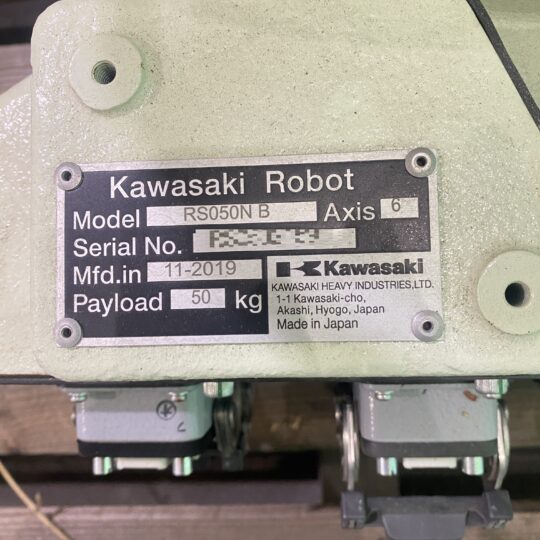 Kawasaki Robot
Model RS050N B Axis 6
Serial No.
Mfd.in 11-2019
Payload 50 kg
Kawasaki
KAWASAKI HEAVY INDUSTRIES,LTD.
1-1 Kawasaki-cho,
Akashi, Hyogo, Japan
Made in Japan